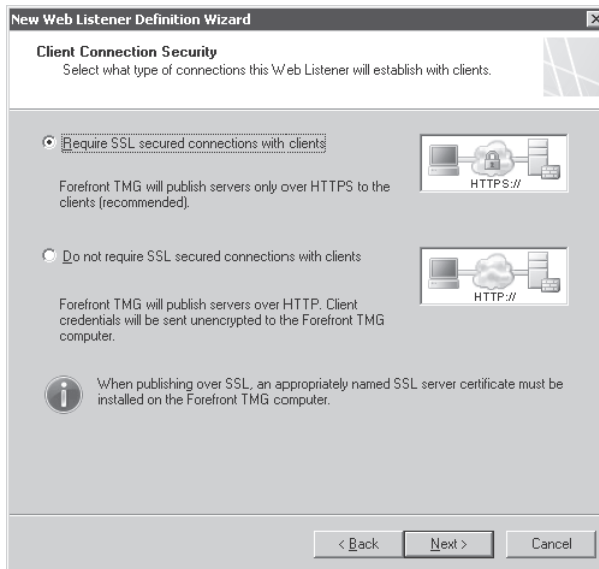 New Web Listener Definition Wizard
Client Connection Security
Select what type of connections this Web Listener will establish with clients.
Require SSL secured connections with clients
HTTPS://
Forefront TMG will publish servers only over HTTPS to the
clients (recommended).
Do not require SSL secured connections with clients
HTTP://
Forefront TMG will publish servers over HTTP. Client
credentials will be sent unencrypted to the Forefront TMG
computer.
When publishing over SSL, an appropriately named SSL server certificate must be
installed on the Forefront TMG computer.
< Back
Next >
Cancel